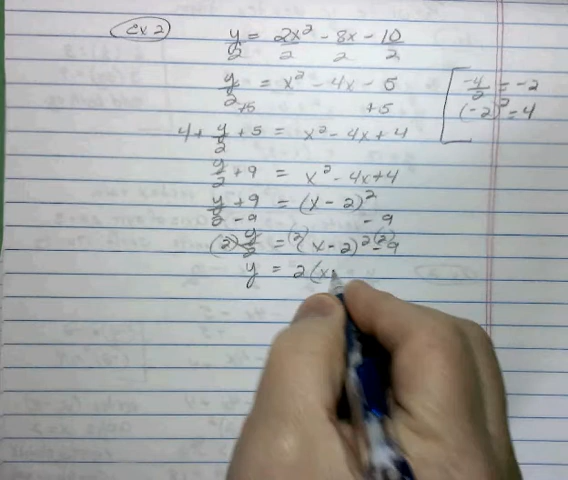 ex 2
y/2 = 2x²/2 - 8x/2 - 10/2
y/2 = x² - 4x - 5
+5 +5
4 + y/2 + 5 = x² - 4x + 4
y/2 + 9 = x² - 4x + 4
y/2 + 9 = (x - 2)²
- 9 - 9
(2) y/2 = (2)(x - 2)² (2)- 9
y = 2(x
-4/2 = -2
(-2)² = 4